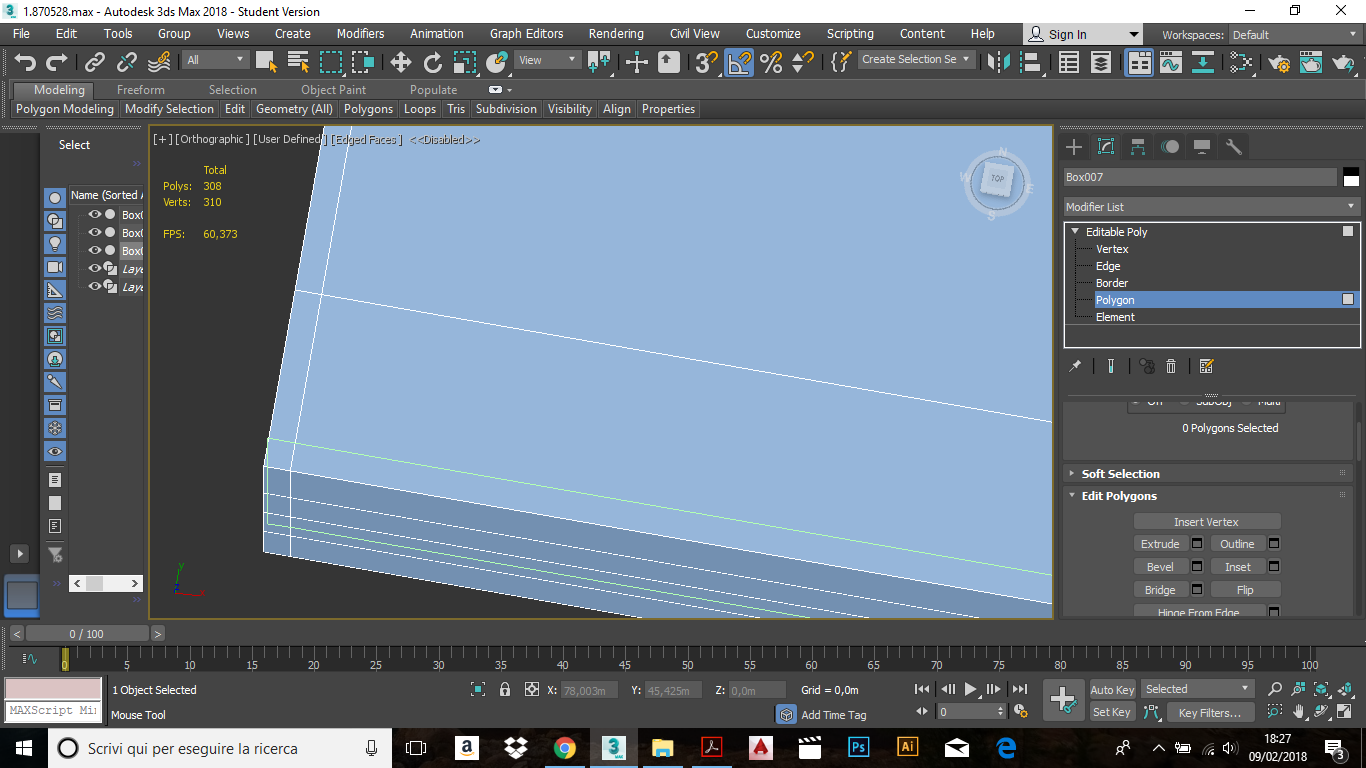 1.870528.max - Autodesk 3ds Max 2018 - Student Version
File Edit Tools Group Views Create Modifiers Animation Graph Editors Rendering Civil View Customize Scripting Content Help Sign In Workspaces: Default
All View 3 Create Selection Se
Modeling Freeform Selection Object Paint Populate
Polygon Modeling Modify Selection Edit Geometry (All) Polygons Loops Tris Subdivision Visibility Align Properties
Select
Name (Sorted A
Box0
Box0
Box0
Laye
Laye
[+] [Orthographic] [User Defined] [Edged Faces] <<Disabled>>
Total
Polys: 308
Verts: 310
FPS: 60,373
N
W TOP E
S
y
x
z
Box007
Modifier List
Editable Poly
Vertex
Edge
Border
Polygon
Element
Off SubObj Multi
0 Polygons Selected
Soft Selection
Edit Polygons
Insert Vertex
Extrude Outline
Bevel Inset
Bridge Flip
Hinge From Edge
< 0 / 100 >
0 5 10 15 20 25 30 35 40 45 50 55 60 65 70 75 80 85 90 95 100
1 Object Selected X: 78,003m Y: 45,425m Z: 0,0m Grid = 0,0m Auto Key Selected
MAXScript Min Mouse Tool Add Time Tag 0 Set Key Key Filters...
Scrivi qui per eseguire la ricerca
3
MAX
a
Ps
Ai
18:27
09/02/2018
3